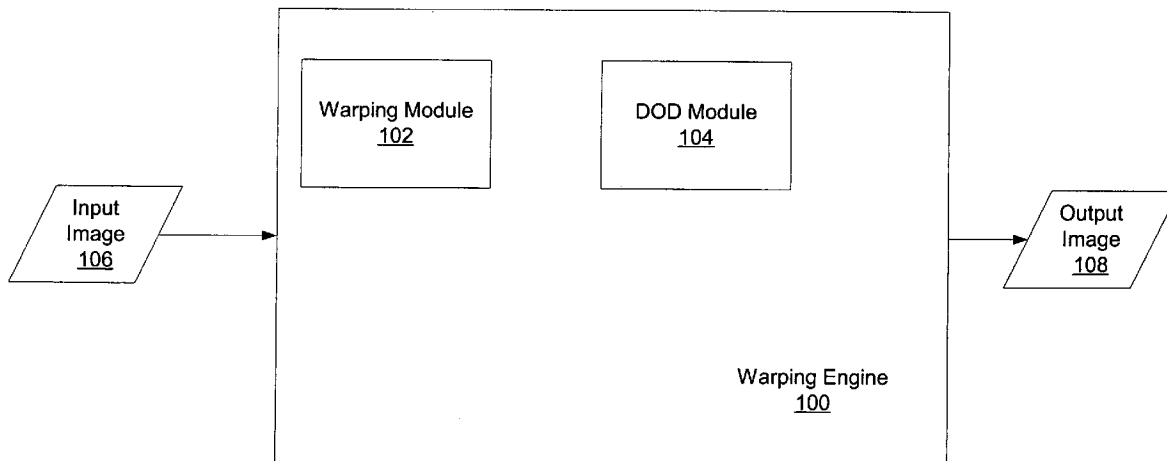 Warping Module
102
DOD Module
104
Input
Image
106
Output
Image
108
Warping Engine
100